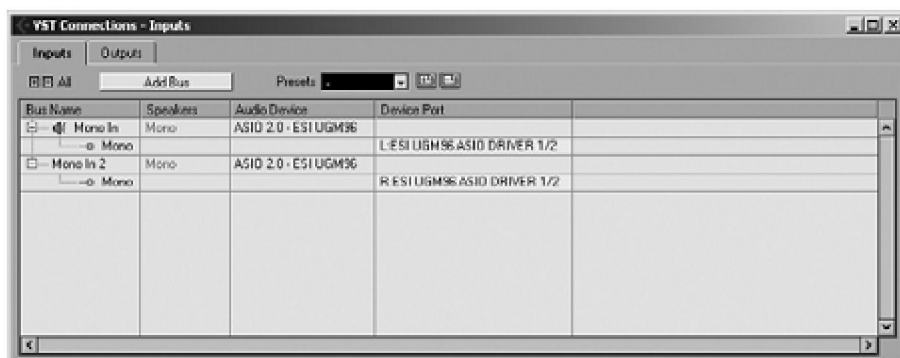 YST Connections - Inputs
Inputs Outputs
All Add Bus Presets -
Bus Name Speakers Audio Device Device Port
Mono In Mono ASIO 2.0 - ESI UGM96
Mono L:ESI UGM96 ASIO DRIVER 1/2
Mono In 2 Mono ASIO 2.0 - ESI UGM96
Mono R:ESI UGM96 ASIO DRIVER 1/2